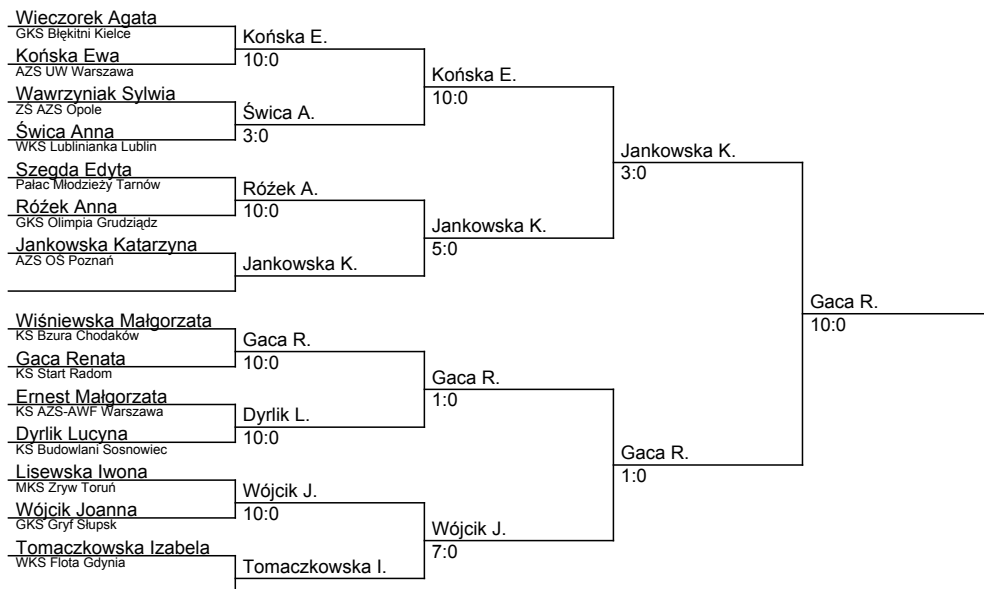 Wieczorek Agata
GKS Błękitni Kielce
Końska Ewa
AZS UW Warszawa
Wawrzyniak Sylwia
ZŚ AZS Opole
Świca Anna
WKS Lublinianka Lublin
Szegda Edyta
Pałac Młodzieży Tarnów
Róźek Anna
GKS Olimpia Grudziądz
Jankowska Katarzyna
AZS OŚ Poznań
Wiśniewska Małgorzata
KS Bzura Chodaków
Gaca Renata
KS Start Radom
Ernest Małgorzata
KS AZS-AWF Warszawa
Dyrlik Lucyna
KS Budowlani Sosnowiec
Lisewska Iwona
MKS Zryw Toruń
Wójcik Joanna
GKS Gryf Słupsk
Tomaczkowska Izabela
WKS Flota Gdynia
Końska E.
10:0
Świca A.
3:0
Róźek A.
10:0
Jankowska K.
Gaca R.
10:0
Dyrlik L.
10:0
Wójcik J.
10:0
Tomaczkowska I.
Końska E.
10:0
Jankowska K.
5:0
Gaca R.
1:0
Wójcik J.
7:0
Jankowska K.
3:0
Gaca R.
1:0
Gaca R.
10:0